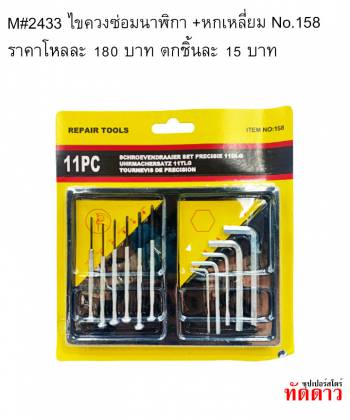 M#2433 ไขควงซ่อมนาฬิกา +หกเหลี่ยม No.158
ราคาโหลละ 180 บาท ตกชิ้นละ 15 บาท
REPAIR TOOLS
ITEM NO:158
11PC
SCHROEVENDRAAIER SET PRECISIE 11DLG
UHRMACHERSATZ 11TLG
TOURNEVIS DE PRECISION
ซุปเปอร์สโตร์
ทัดดาว